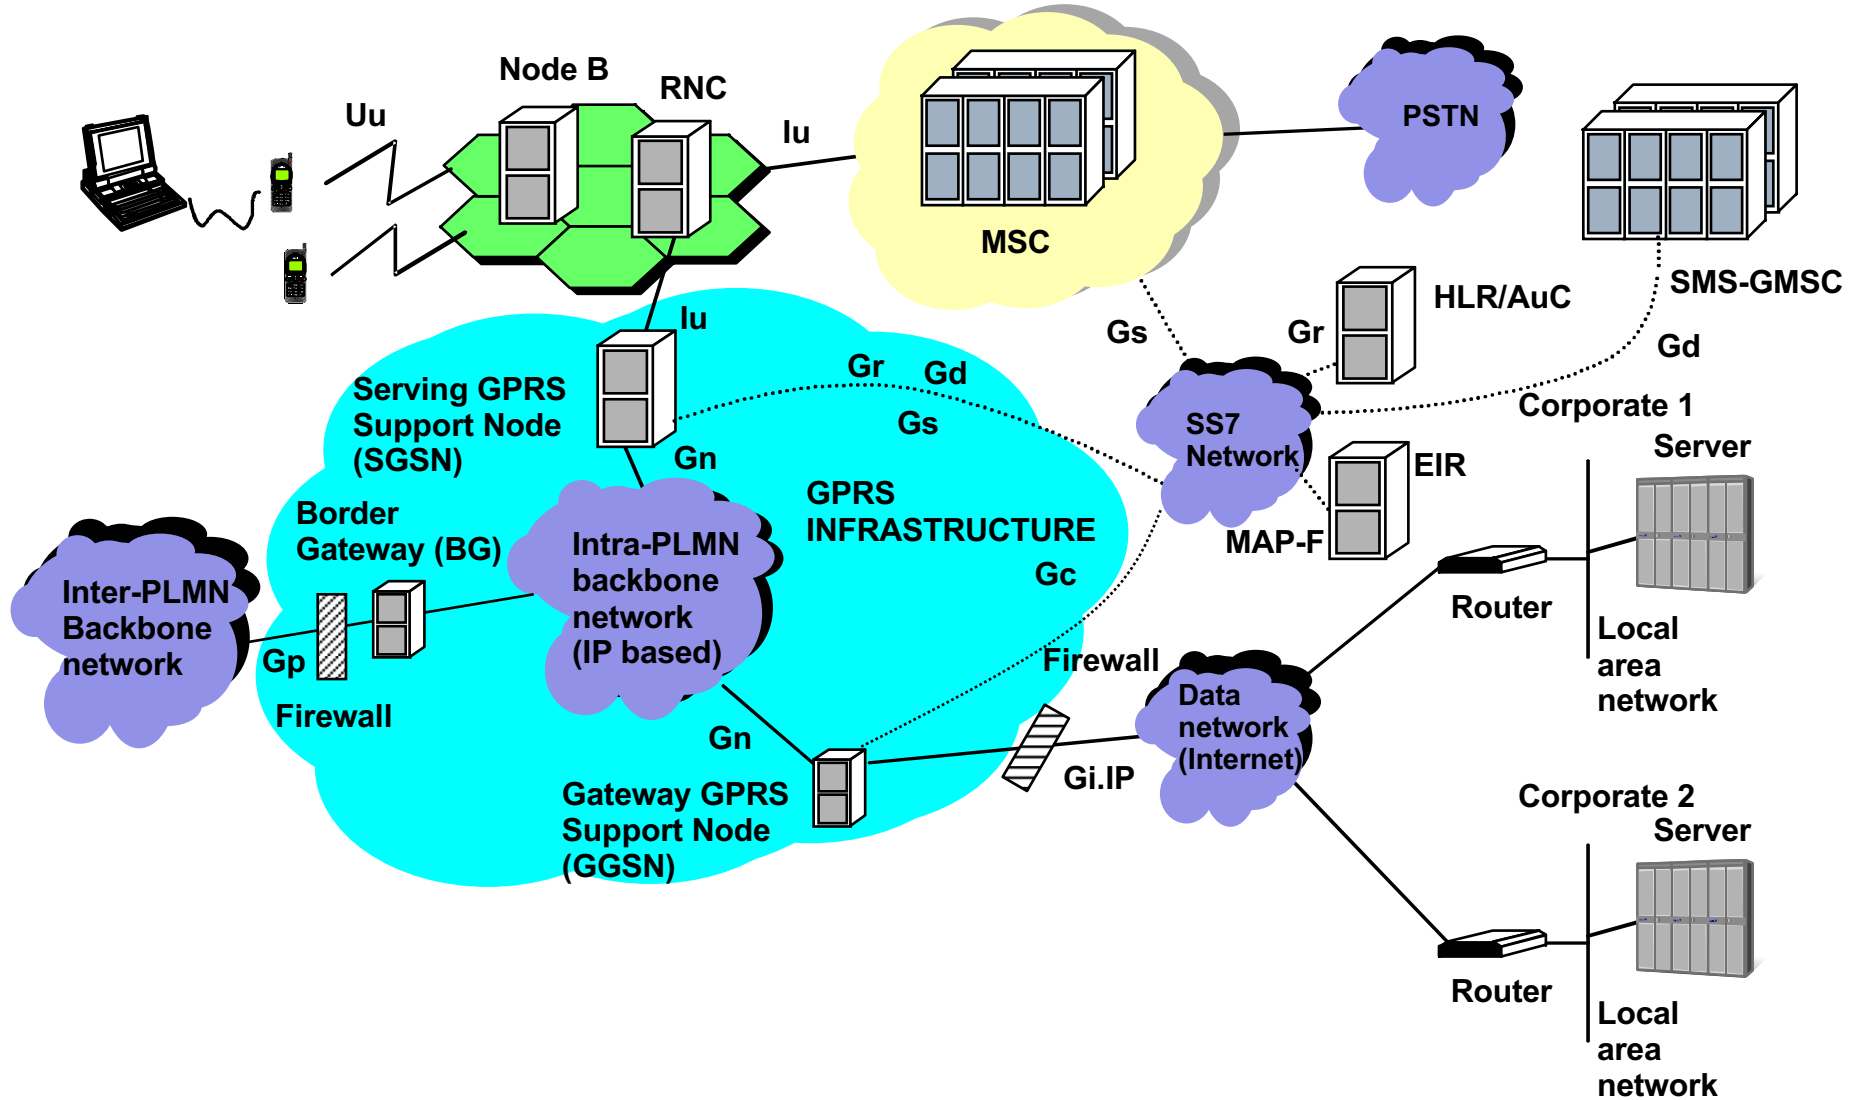 Node B
RNC
Uu
Iu
MSC
PSTN
SMS-GMSC
HLR/AuC
Gs
Gr
Gd
Iu
Serving GPRS
Support Node
(SGSN)
Gr
Gd
Gs
Gn
SS7
Network
EIR
MAP-F
Corporate 1
Server
Router
Local
area
network
GPRS
INFRASTRUCTURE
Border
Gateway (BG)
Intra-PLMN
backbone
network
(IP based)
Inter-PLMN
Backbone
network
Gp
Firewall
Gc
Firewall
Gn
Gateway GPRS
Support Node
(GGSN)
Gi.IP
Data
network
(Internet)
Corporate 2
Server
Router
Local
area
network